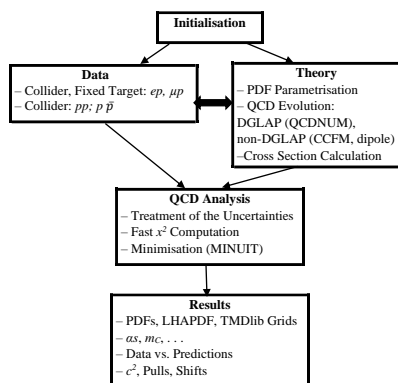 Initialisation
Data
– Collider, Fixed Target: ep, μp
– Collider: pp; p p̄
Theory
– PDF Parametrisation
– QCD Evolution:
DGLAP (QCDNUM),
non-DGLAP (CCFM, dipole)
–Cross Section Calculation
QCD Analysis
– Treatment of the Uncertainties
– Fast x² Computation
– Minimisation (MINUIT)
Results
– PDFs, LHAPDF, TMDlib Grids
– αs, mC, . . .
– Data vs. Predictions
– c², Pulls, Shifts